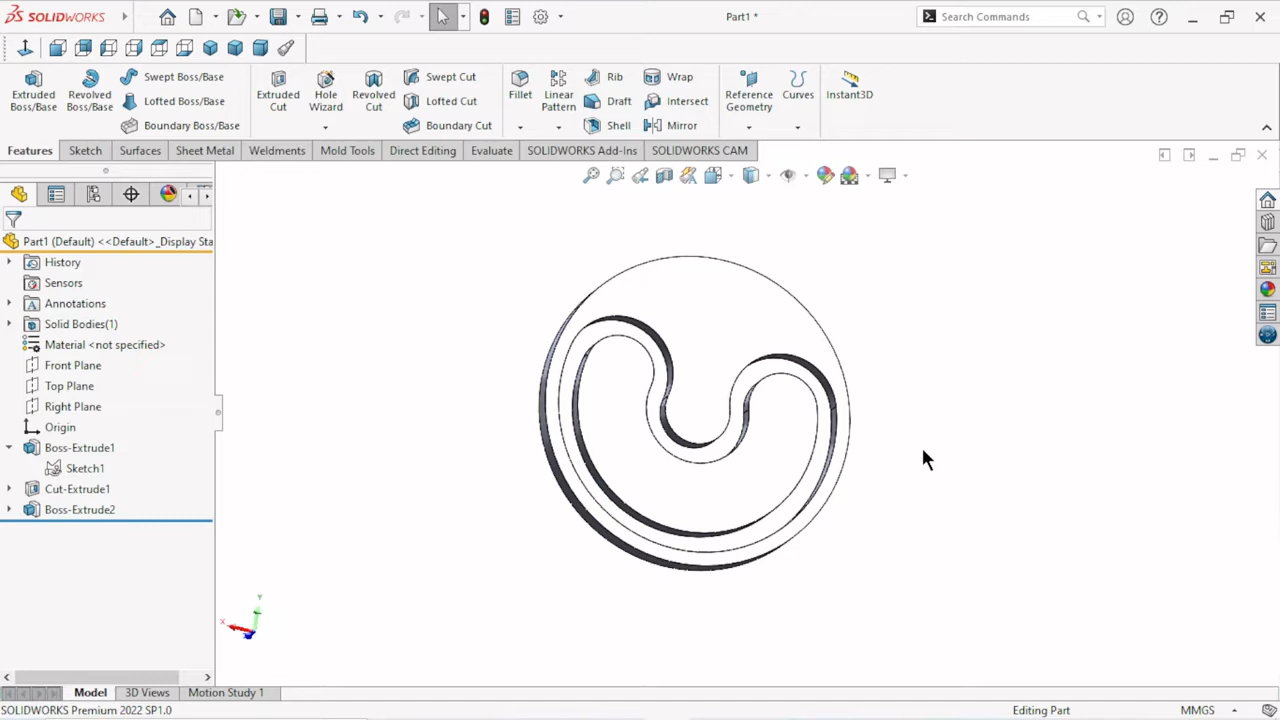 SOLIDWORKS
Part1 *
Search Commands
Extruded Boss/Base
Revolved Boss/Base
Swept Boss/Base
Lofted Boss/Base
Boundary Boss/Base
Extruded Cut
Hole Wizard
Revolved Cut
Swept Cut
Lofted Cut
Boundary Cut
Fillet
Linear Pattern
Rib
Draft
Shell
Wrap
Intersect
Mirror
Reference Geometry
Curves
Instant3D
Features
Sketch
Surfaces
Sheet Metal
Weldments
Mold Tools
Direct Editing
Evaluate
SOLIDWORKS Add-Ins
SOLIDWORKS CAM
Part1 (Default) <<Default>_Display Sta
History
Sensors
Annotations
Solid Bodies(1)
Material <not specified>
Front Plane
Top Plane
Right Plane
Origin
Boss-Extrude1
Sketch1
Cut-Extrude1
Boss-Extrude2
Y
X
Model
3D Views
Motion Study 1
SOLIDWORKS Premium 2022 SP1.0
Editing Part
MMGS